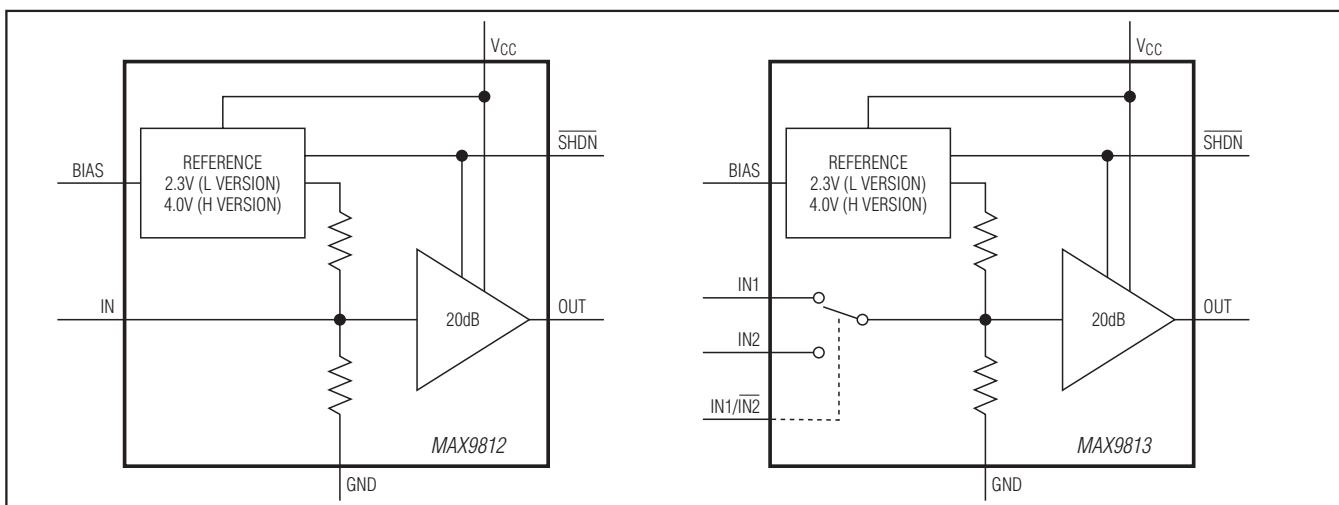 VCC
SHDN
REFERENCE
2.3V (L VERSION)
4.0V (H VERSION)
BIAS
IN
20dB
OUT
MAX9812
GND
VCC
SHDN
REFERENCE
2.3V (L VERSION)
4.0V (H VERSION)
BIAS
IN1
IN2
IN1/IN2
20dB
OUT
MAX9813
GND